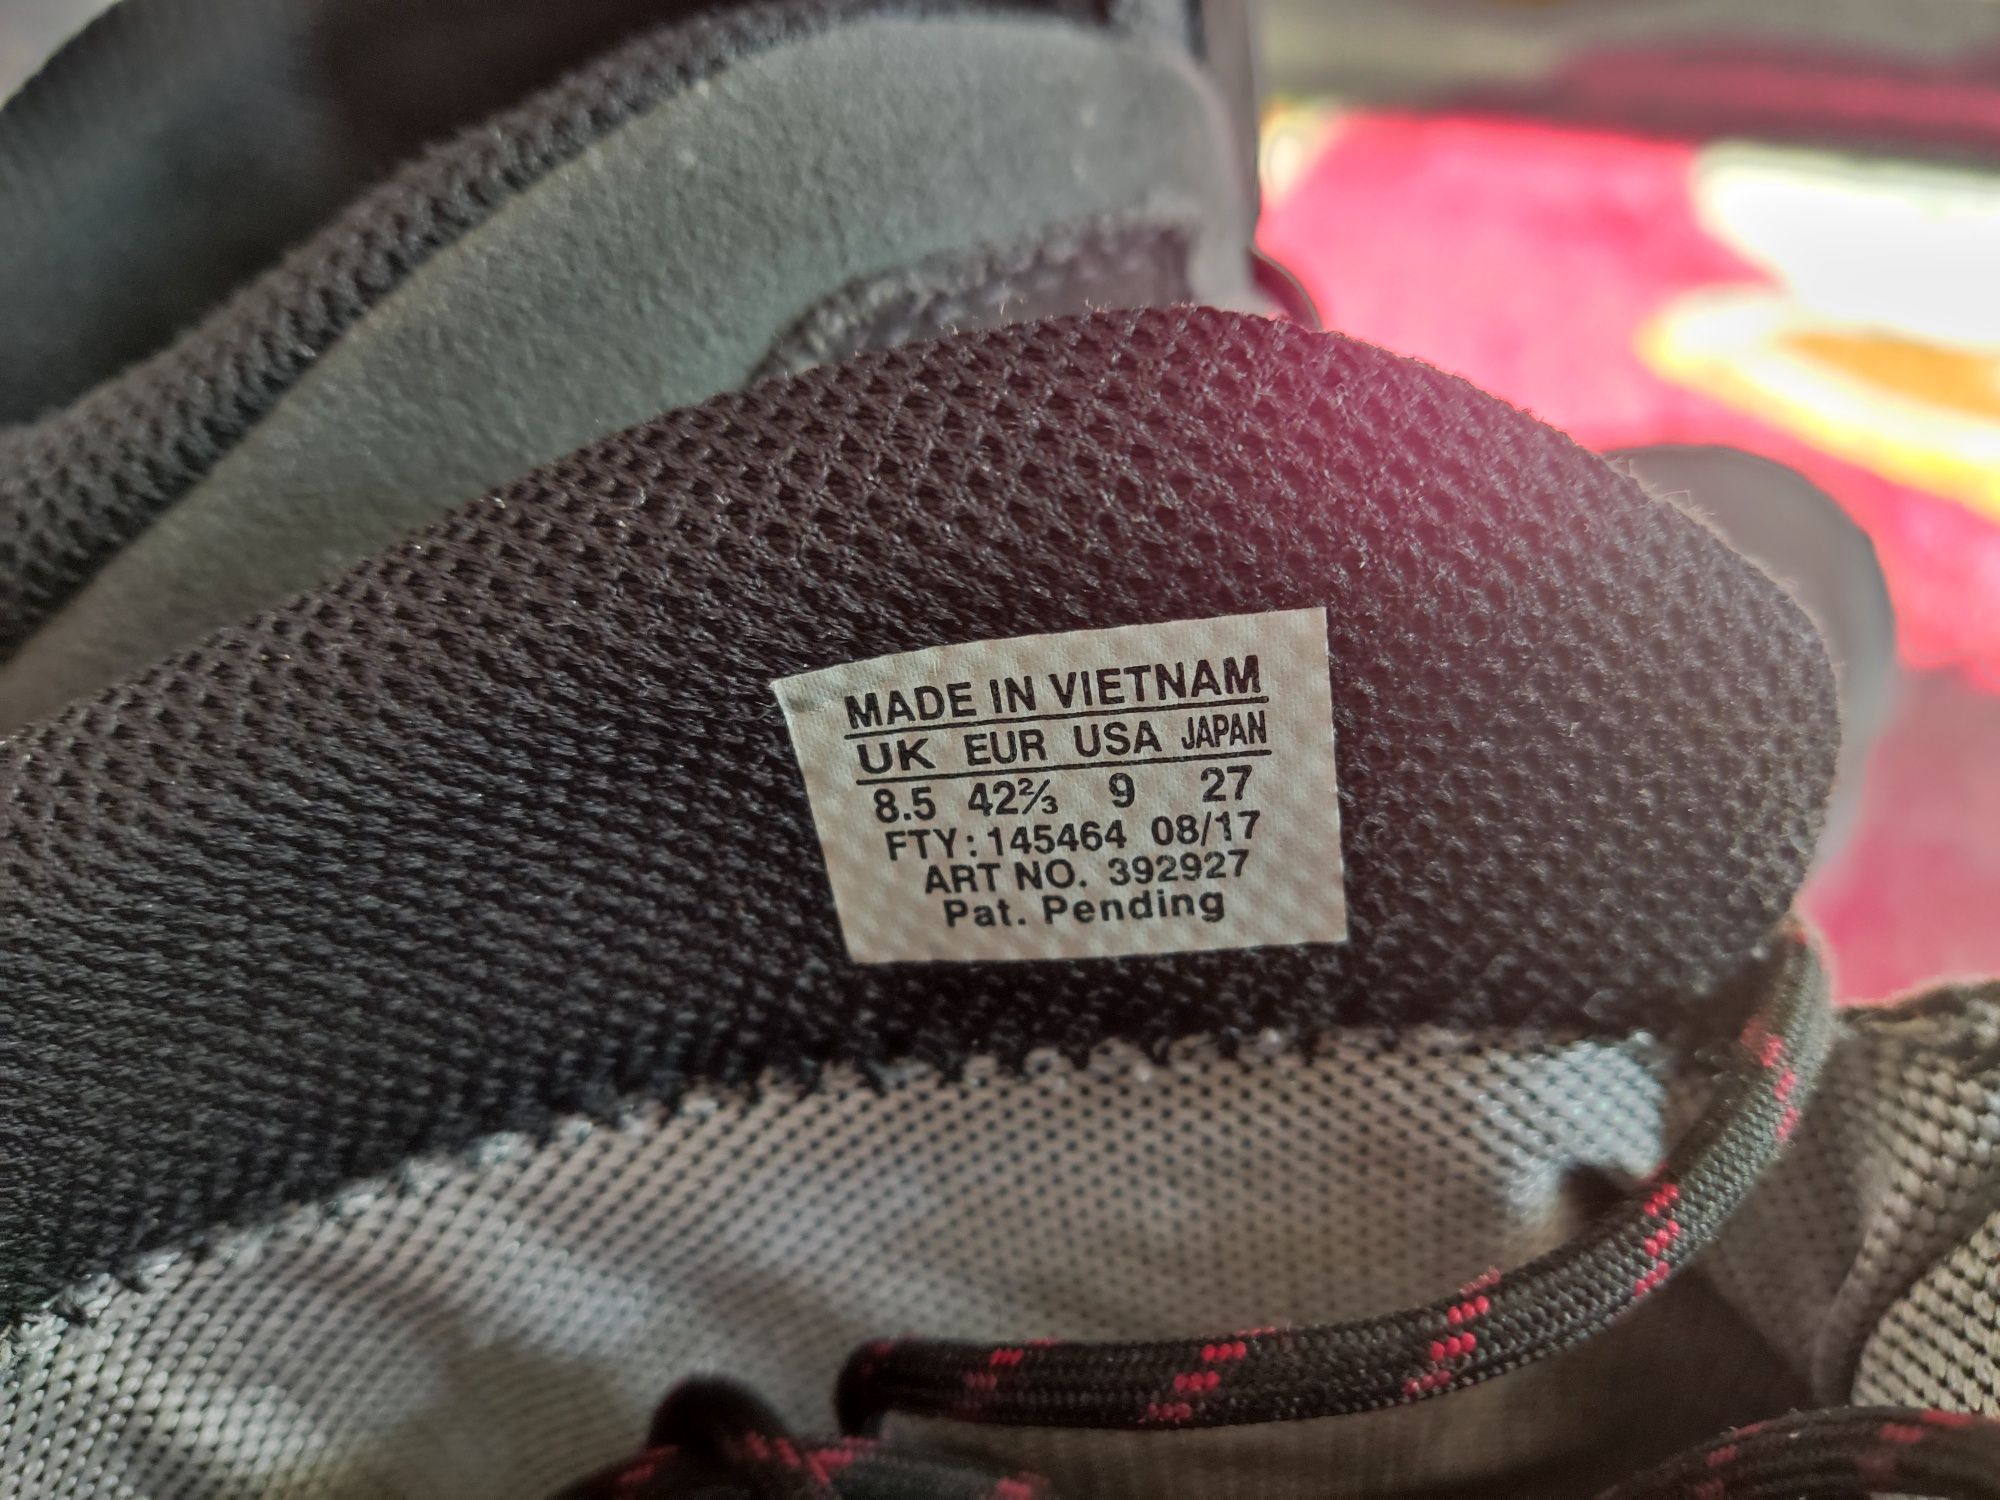 MADE IN VIETNAM
UK EUR USA JAPAN
8.5 42⅔ 9 27
FTY: 145464 08/17
ART NO. 392927
Pat. Pending